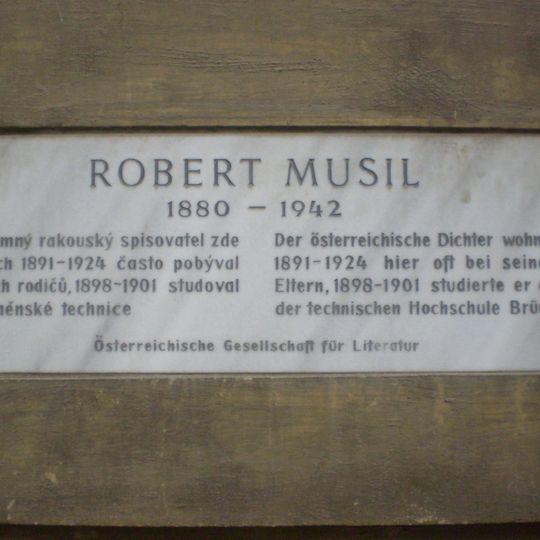 ROBERT MUSIL
1880 – 1942
rakouský spisovatel zde
1891-1924 často pobýval
rodičů, 1898-1901 studoval
technice
Der österreichische Dichter
1891-1924 hier oft bei
Eltern, 1898-1901 studierte er
der technischen Hochschule
Österreichische Gesellschaft für Literatur